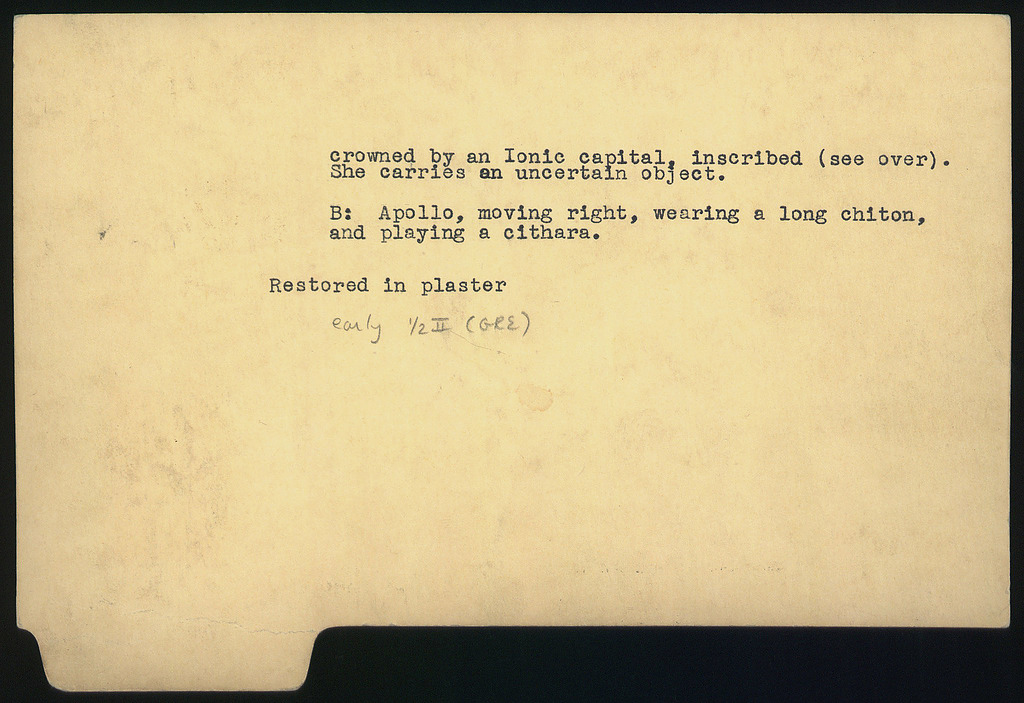 crowned by an Ionic capital, inscribed (see over).
She carries an uncertain object.
B: Apollo, moving right, wearing a long chiton,
and playing a cithara.
Restored in plaster
early 1/2 II (GRE)